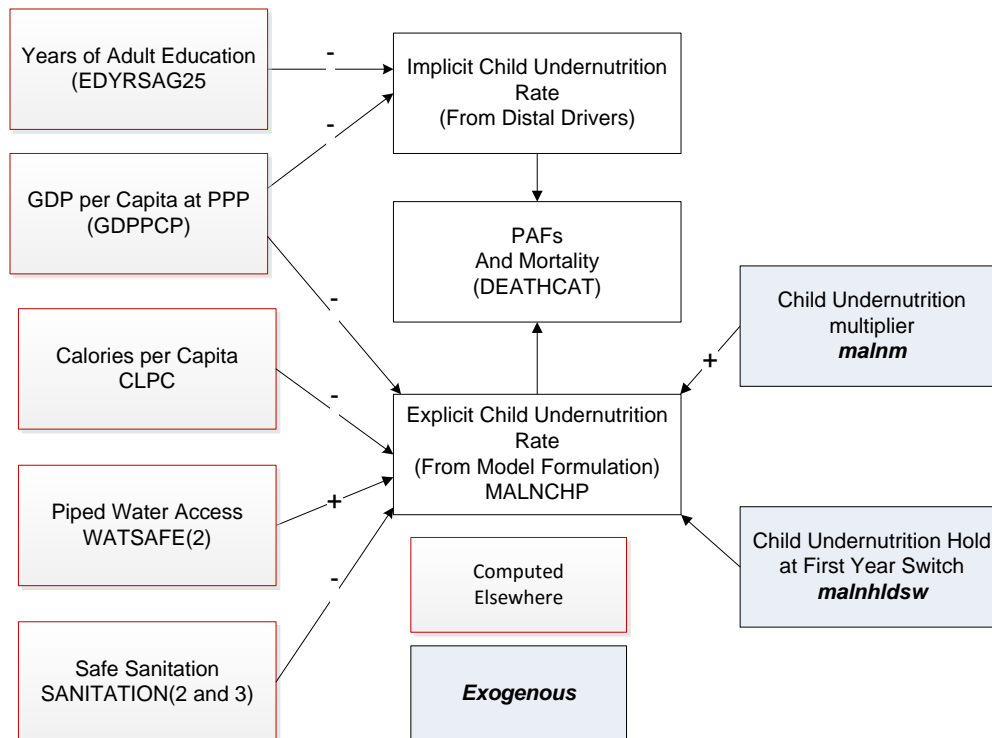 Years of Adult Education
(EDYRSAG25
-
Implicit Child Undernutrition
Rate
(From Distal Drivers)
-
GDP per Capita at PPP
(GDPPCP)
-
PAFs
And Mortality
(DEATHCAT)
Child Undernutrition
multiplier
malnm
+
Calories per Capita
CLPC
-
Explicit Child Undernutrition
Rate
(From Model Formulation)
MALNCHP
Piped Water Access
WATSAFE(2)
+
Child Undernutrition Hold
at First Year Switch
malnhldsw
-
Computed
Elsewhere
Safe Sanitation
SANITATION(2 and 3)
Exogenous